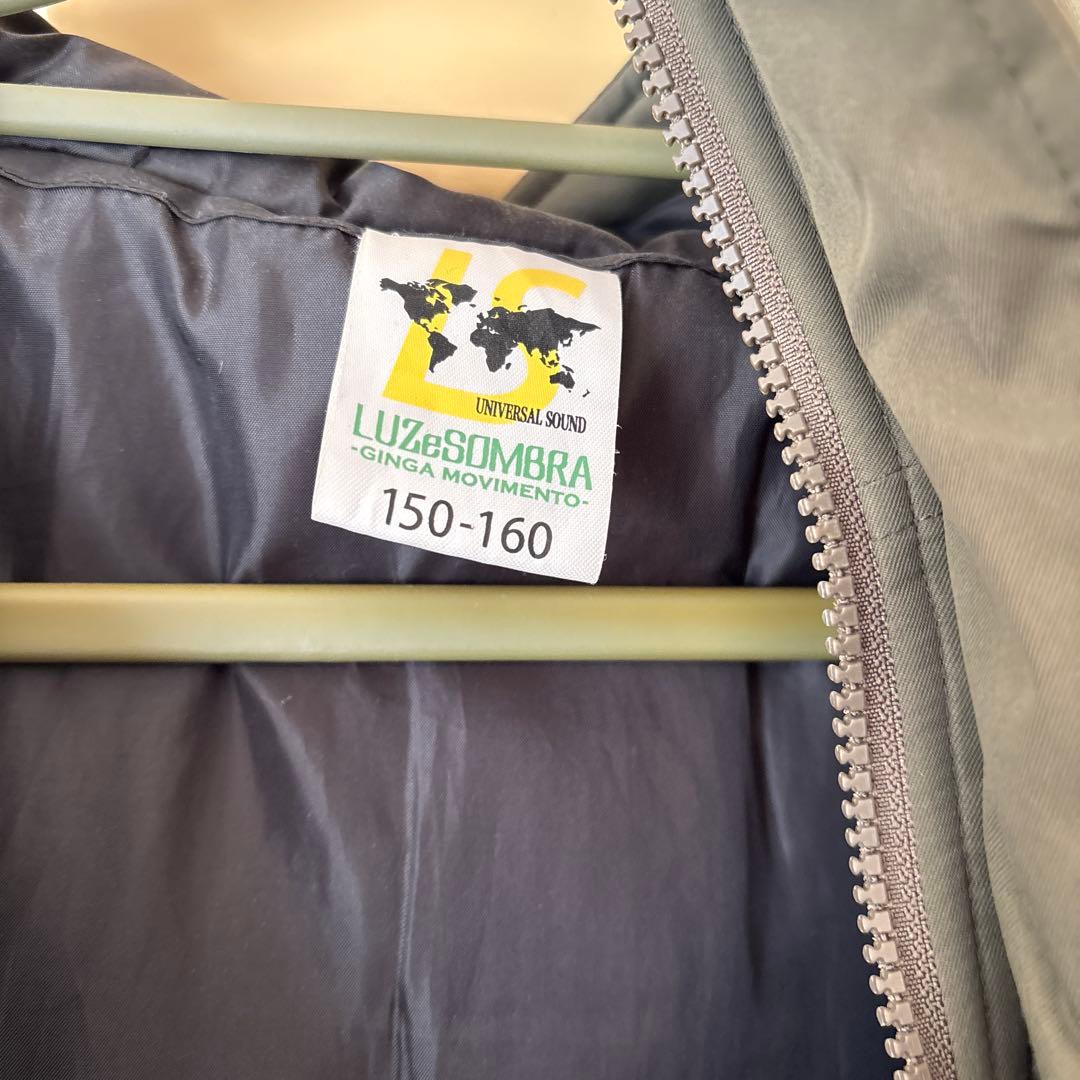 LS
UNIVERSAL SOUND
LUZeSOMBRA
-GINGA MOVIMENTO-
150-160